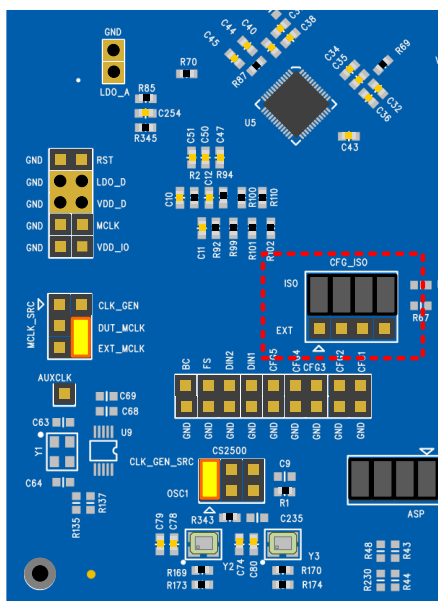 GND
LDO_A
C45
C44
C40
C38
R87
R70
R85
C254
R345
U5
C34
C35
R69
C32
C36
C43
C51
C50
C47
R2
R94
GND RST
GND LDO_D
GND VDD_D
GND MCLK
GND VDD_IO
C10
C12
R100
R110
C11
R92
R99
R101
R102
CFG_ISO
ISO
EXT
R67
MCLK_SRC
CLK_GEN
DUT_MCLK
EXT_MCLK
AUXCLK
C69
C68
C63
U9
Y1
C64
R137
R135
BC FS DIN2 DIN1 CFG5 CFG4 CFG3 CFG2 CFG1
GND GND GND GND GND GND GND GND GND
CS2500
CLK_GEN_SRC
OSC1
C9
R1
R343
C235
C79
C78
C74
C80
Y2
Y3
R169
R173
R170
R174
ASP
R48
R43
R230
R44